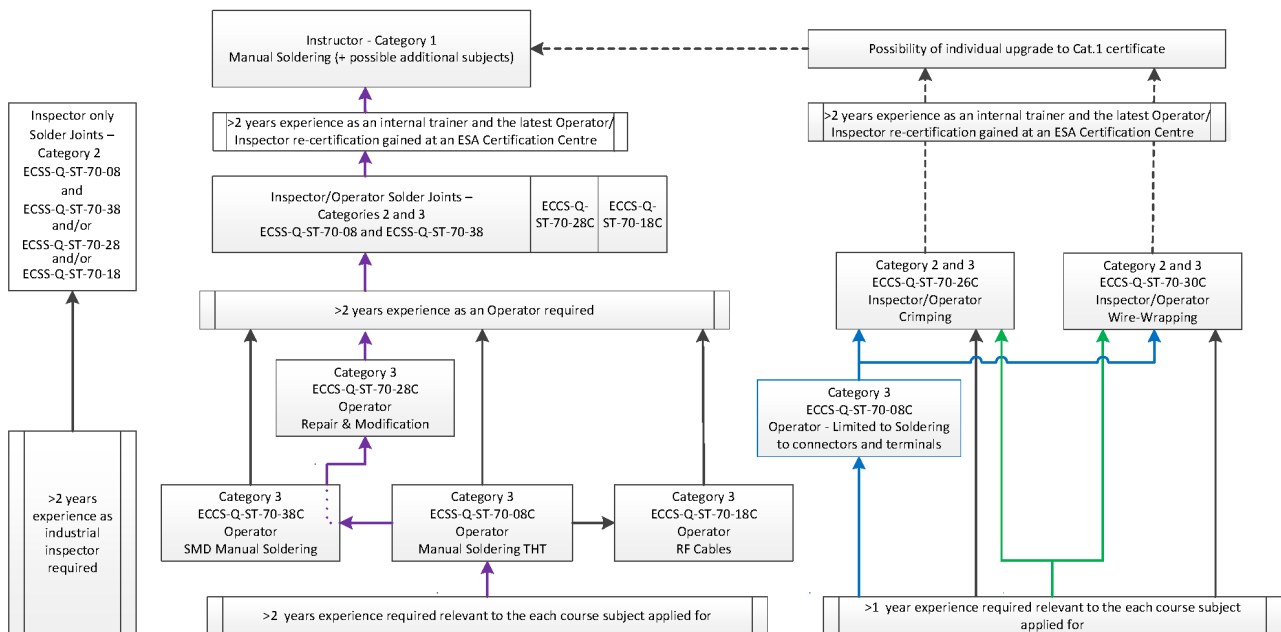 Instructor - Category 1
Manual Soldering (+ possible additional subjects)
Possibility of individual upgrade to Cat.1 certificate
Inspector only
Solder Joints –
Category 2
ECSS-Q-ST-70-08
and
ECSS-Q-ST-70-38
and/or
ECSS-Q-ST-70-28
and/or
ECSS-Q-ST-70-18
>2 years experience as an internal trainer and the latest Operator/
Inspector re-certification gained at an ESA Certification Centre
>2 years experience as an internal trainer and the latest Operator/
Inspector re-certification gained at an ESA Certification Centre
Inspector/Operator Solder Joints –
Categories 2 and 3
ECSS-Q-ST-70-08 and ECSS-Q-ST-70-38
ECCS-Q-
ST-70-28C
ECCS-Q-
ST-70-18C
Category 2 and 3
ECCS-Q-ST-70-26C
Inspector/Operator
Crimping
Category 2 and 3
ECCS-Q-ST-70-30C
Inspector/Operator
Wire-Wrapping
>2 years experience as an Operator required
Category 3
ECCS-Q-ST-70-28C
Operator
Repair & Modification
Category 3
ECCS-Q-ST-70-08C
Operator - Limited to Soldering
to connectors and terminals
>2 years
experience as
industrial
inspector
required
Category 3
ECCS-Q-ST-70-38C
Operator
SMD Manual Soldering
Category 3
ECSS-Q-ST-70-08C
Operator
Manual Soldering THT
Category 3
ECCS-Q-ST-70-18C
Operator
RF Cables
>2 years experience required relevant to the each course subject applied for
>1 year experience required relevant to the each course subject
applied for